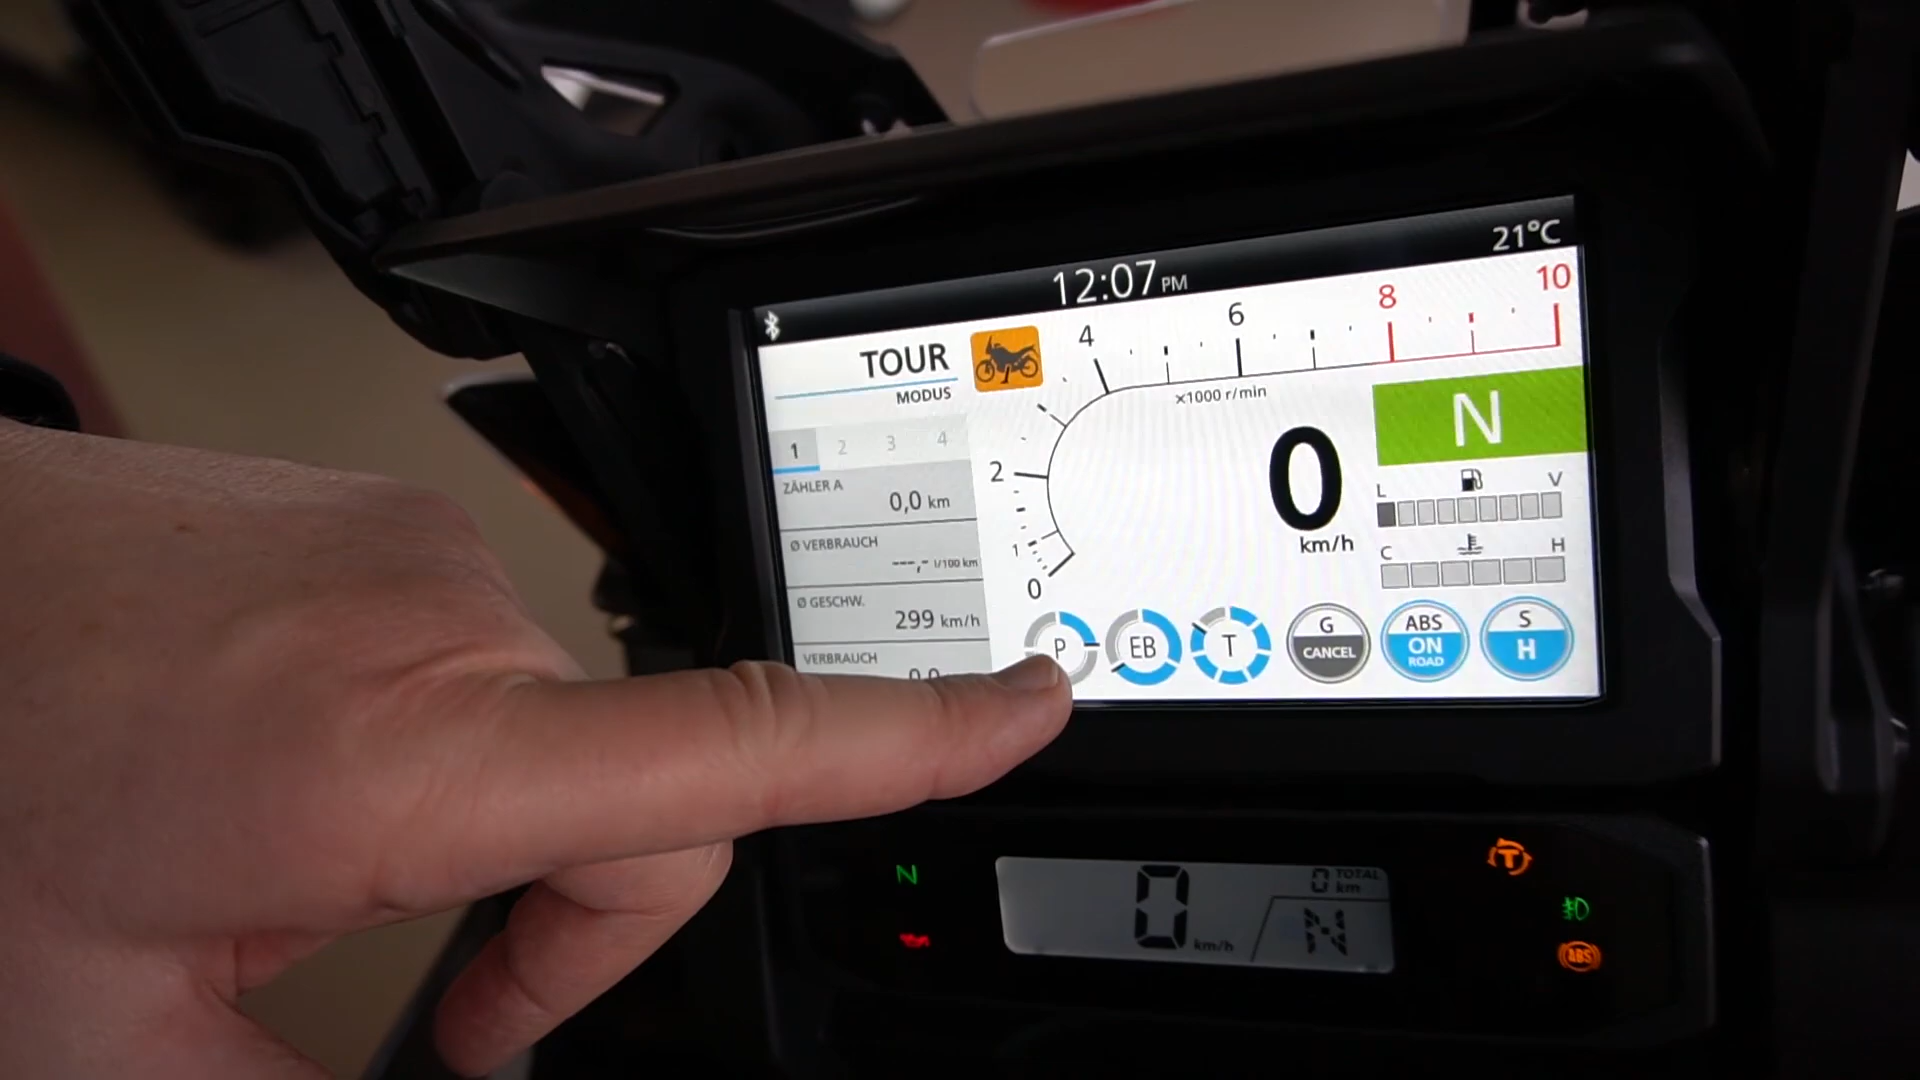 21°C
12:07 PM
TOUR
MODUS
1 2 3 4
ZÄHLER A
0,0 km
Ø VERBRAUCH
---,- l/100 km
Ø GESCHW.
299 km/h
VERBRAUCH
0 1 2 4 6 8 10
×1000 r/min
0
km/h
N
L V
C H
P EB T
G
CANCEL
ABS
ON
ROAD
S
H
N
0 km/h
0 TOTAL
km
N
T
ABS